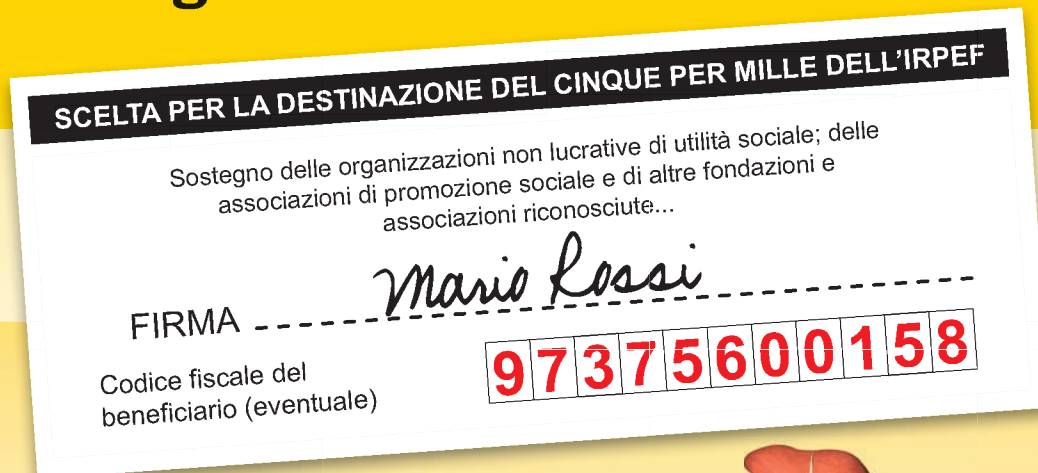 SCELTA PER LA DESTINAZIONE DEL CINQUE PER MILLE DELL'IRPEF
Sostegno delle organizzazioni non lucrative di utilità sociale; delle
associazioni di promozione sociale e di altre fondazioni e
associazioni riconosciute...
FIRMA Mario Rossi
Codice fiscale del
beneficiario (eventuale)
97375600158